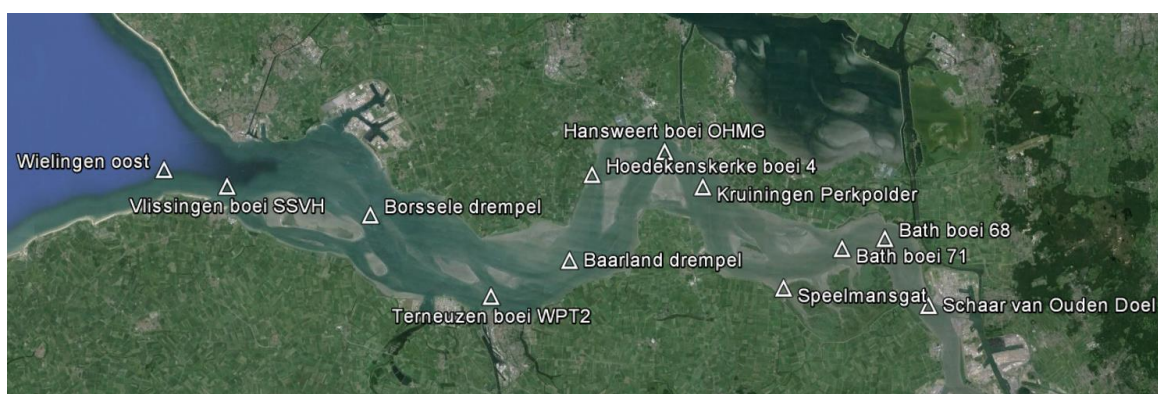 Hansweert boei OHMG
Wielingen oost
Hoedekenskerke boei 4
Kruiningen Perkpolder
Vlissingen boei SSVH
Borssele drempel
Bath boei 68
Bath boei 71
Baarland drempel
Speelmansgat
Schaar van Ouden Doel
Terneuzen boei WPT2